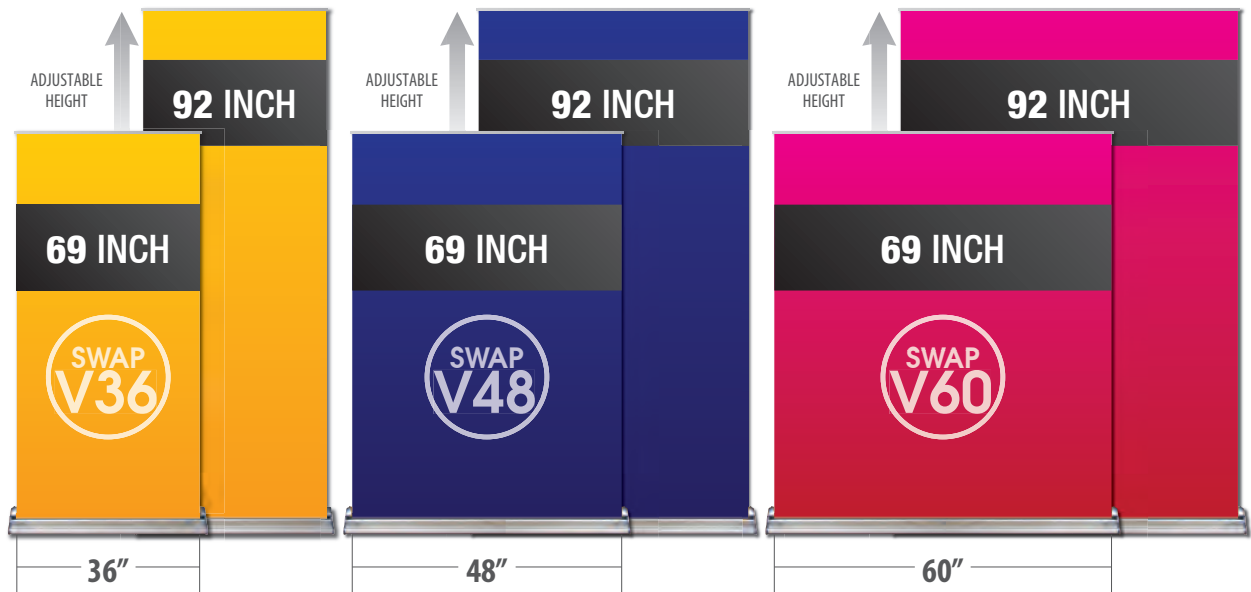 ADJUSTABLE
HEIGHT
92 INCH
69 INCH
SWAP
V36
36”
ADJUSTABLE
HEIGHT
92 INCH
69 INCH
SWAP
V48
48”
ADJUSTABLE
HEIGHT
92 INCH
69 INCH
SWAP
V60
60”